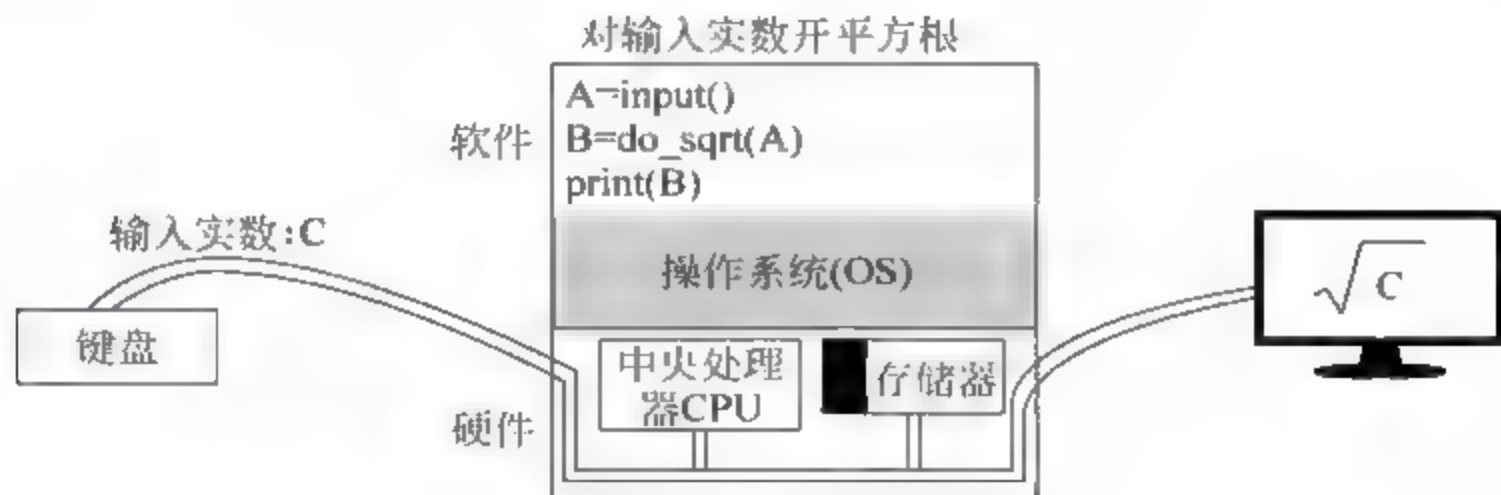 对输入实数开平方根
A=input()
软件
B=do_sqrt(A)
print(B)
输入实数:C
操作系统(OS)
√C
键盘
中央处理
器CPU
存储器
硬件